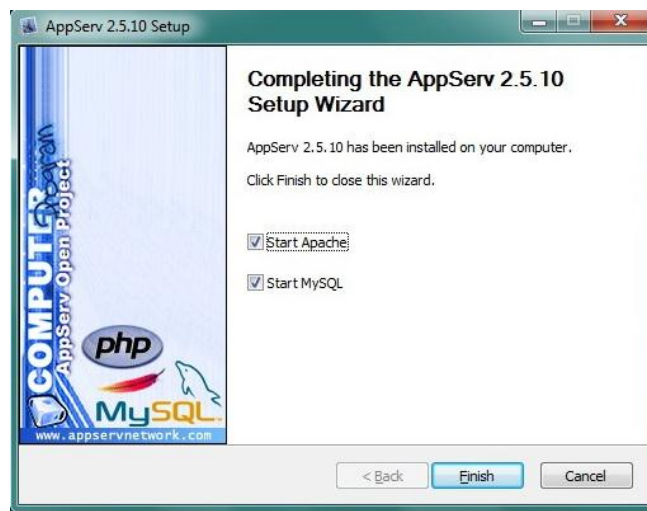 AppServ 2.5.10 Setup
Completing the AppServ 2.5.10
Setup Wizard
AppServ 2.5.10 has been installed on your computer.
Click Finish to close this wizard.
Start Apache
Start MySQL
COMPUTER
program
AppServ Open Project
php
MySQL
www.appservnetwork.com
< Back
Finish
Cancel